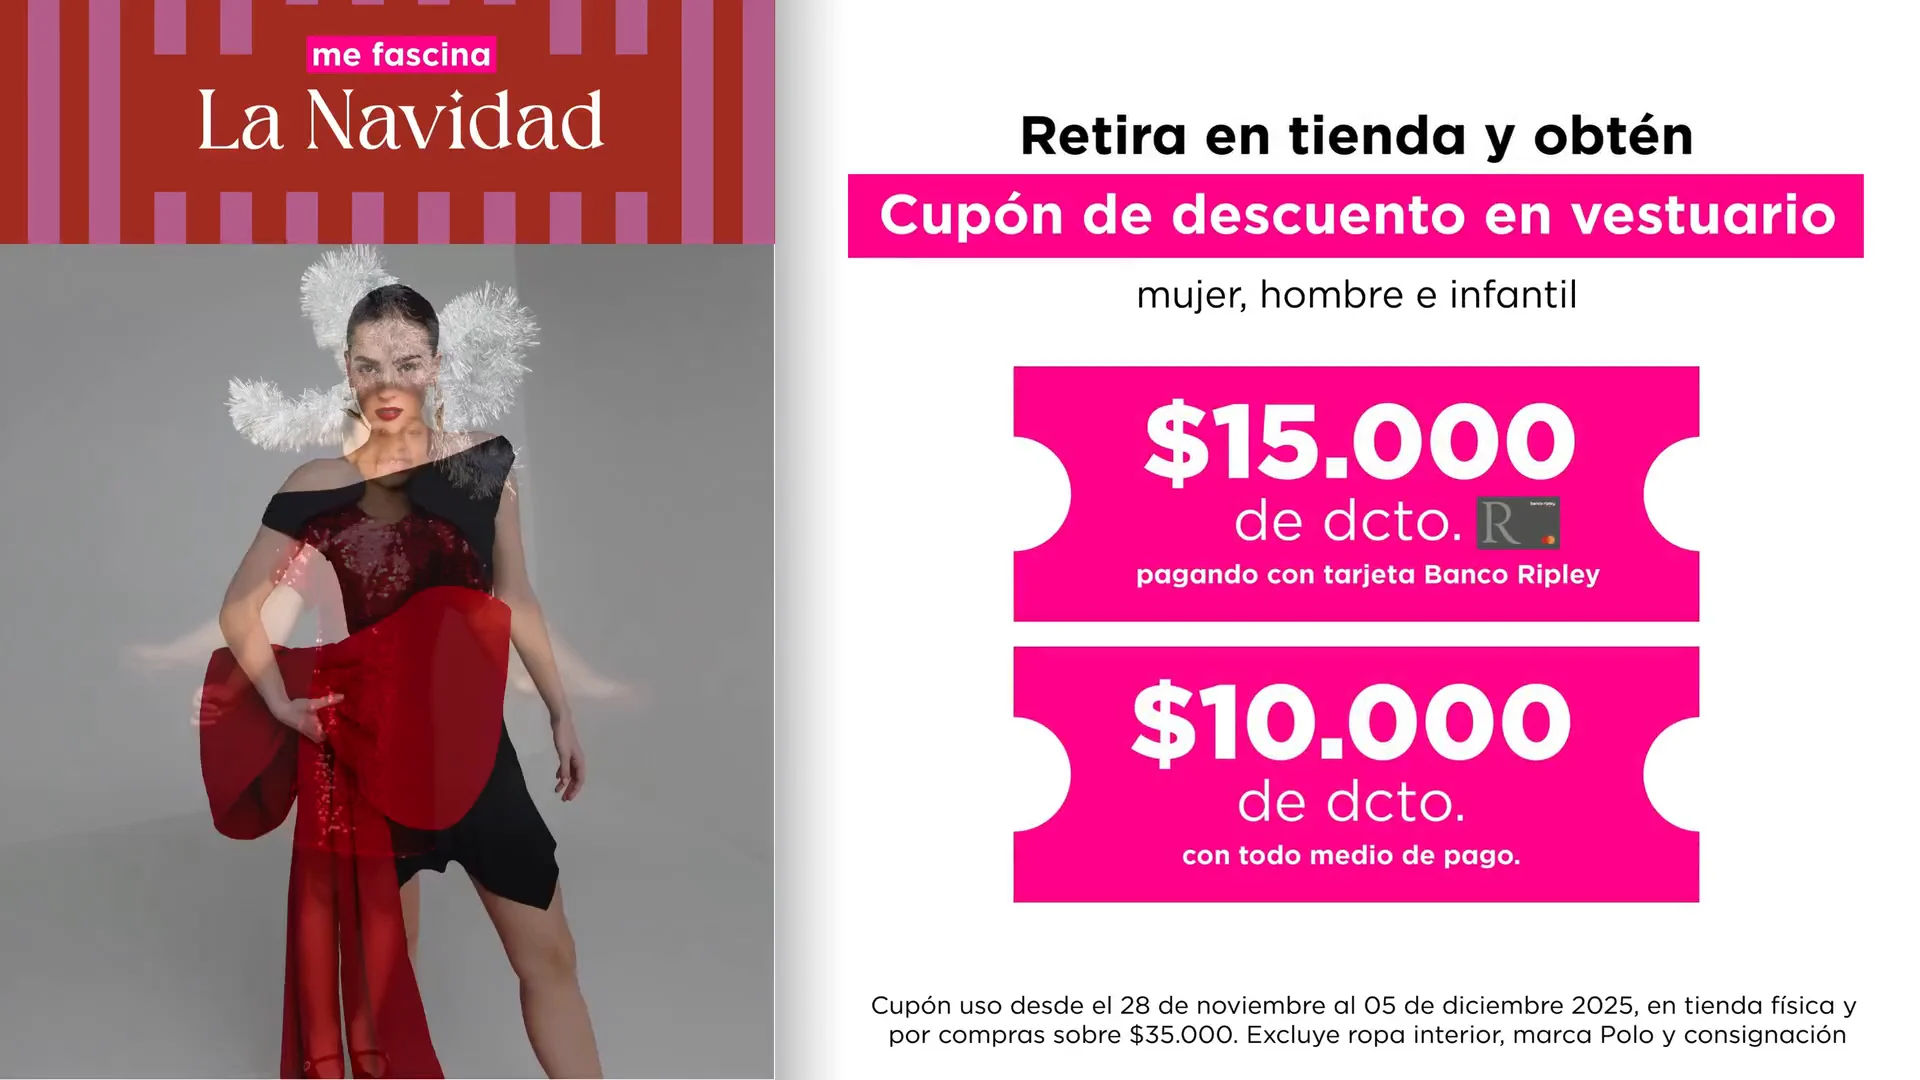 me fascina
La Navidad
Retira en tienda y obtén
Cupón de descuento en vestuario
mujer, hombre e infantil
$15.000
de dcto.
R
banco ripley
pagando con tarjeta Banco Ripley
$10.000
de dcto.
con todo medio de pago.
Cupón uso desde el 28 de noviembre al 05 de diciembre 2025, en tienda física y
por compras sobre $35.000. Excluye ropa interior, marca Polo y consignación